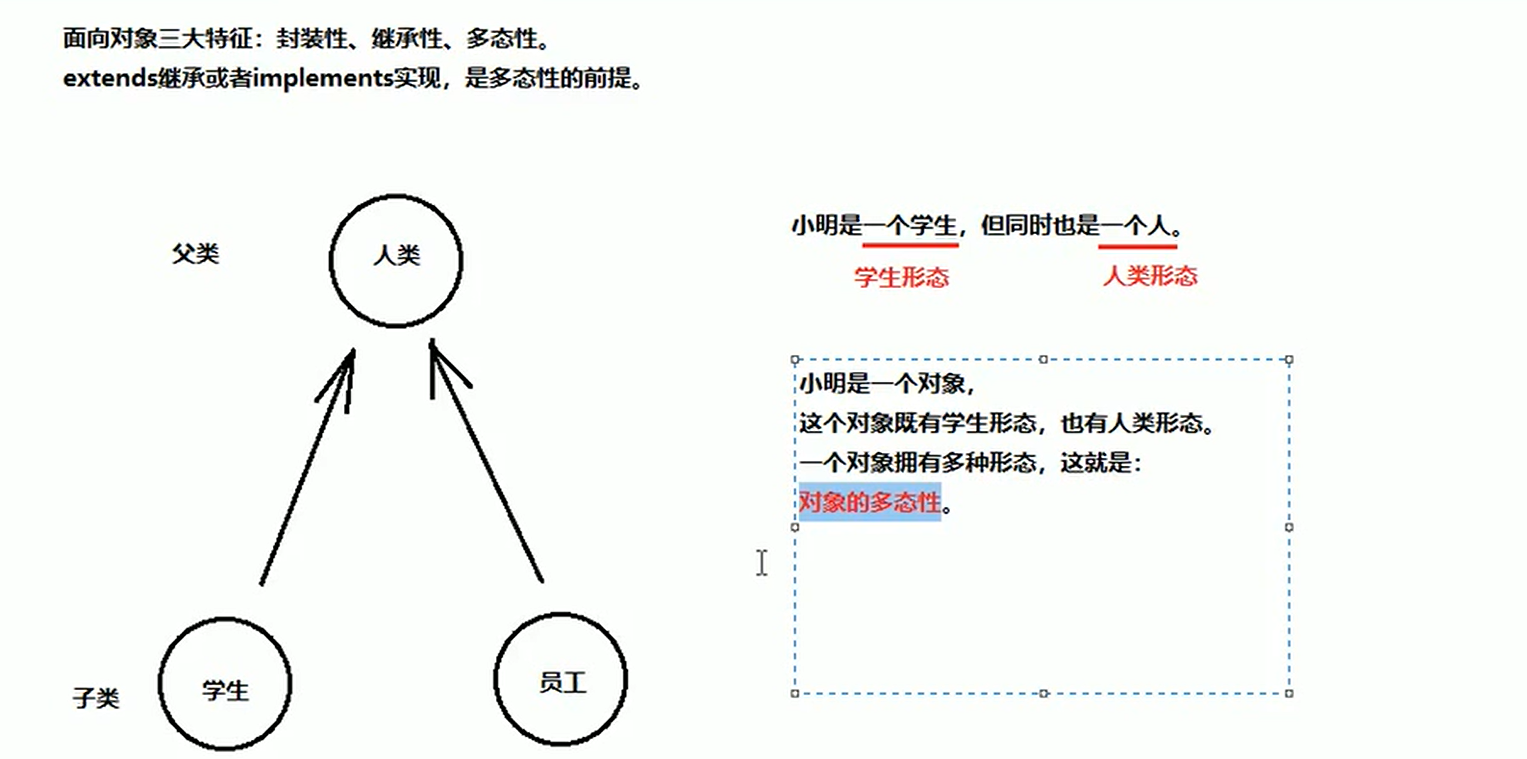 面向对象三大特征：封装性、继承性、多态性。
extends继承或者implements实现，是多态性的前提。
父类
人类
小明是一个学生，但同时也是一个人。
学生形态
人类形态
小明是一个对象，
这个对象既有学生形态，也有人类形态。
一个对象拥有多种形态，这就是：
对象的多态性。
子类
学生
员工